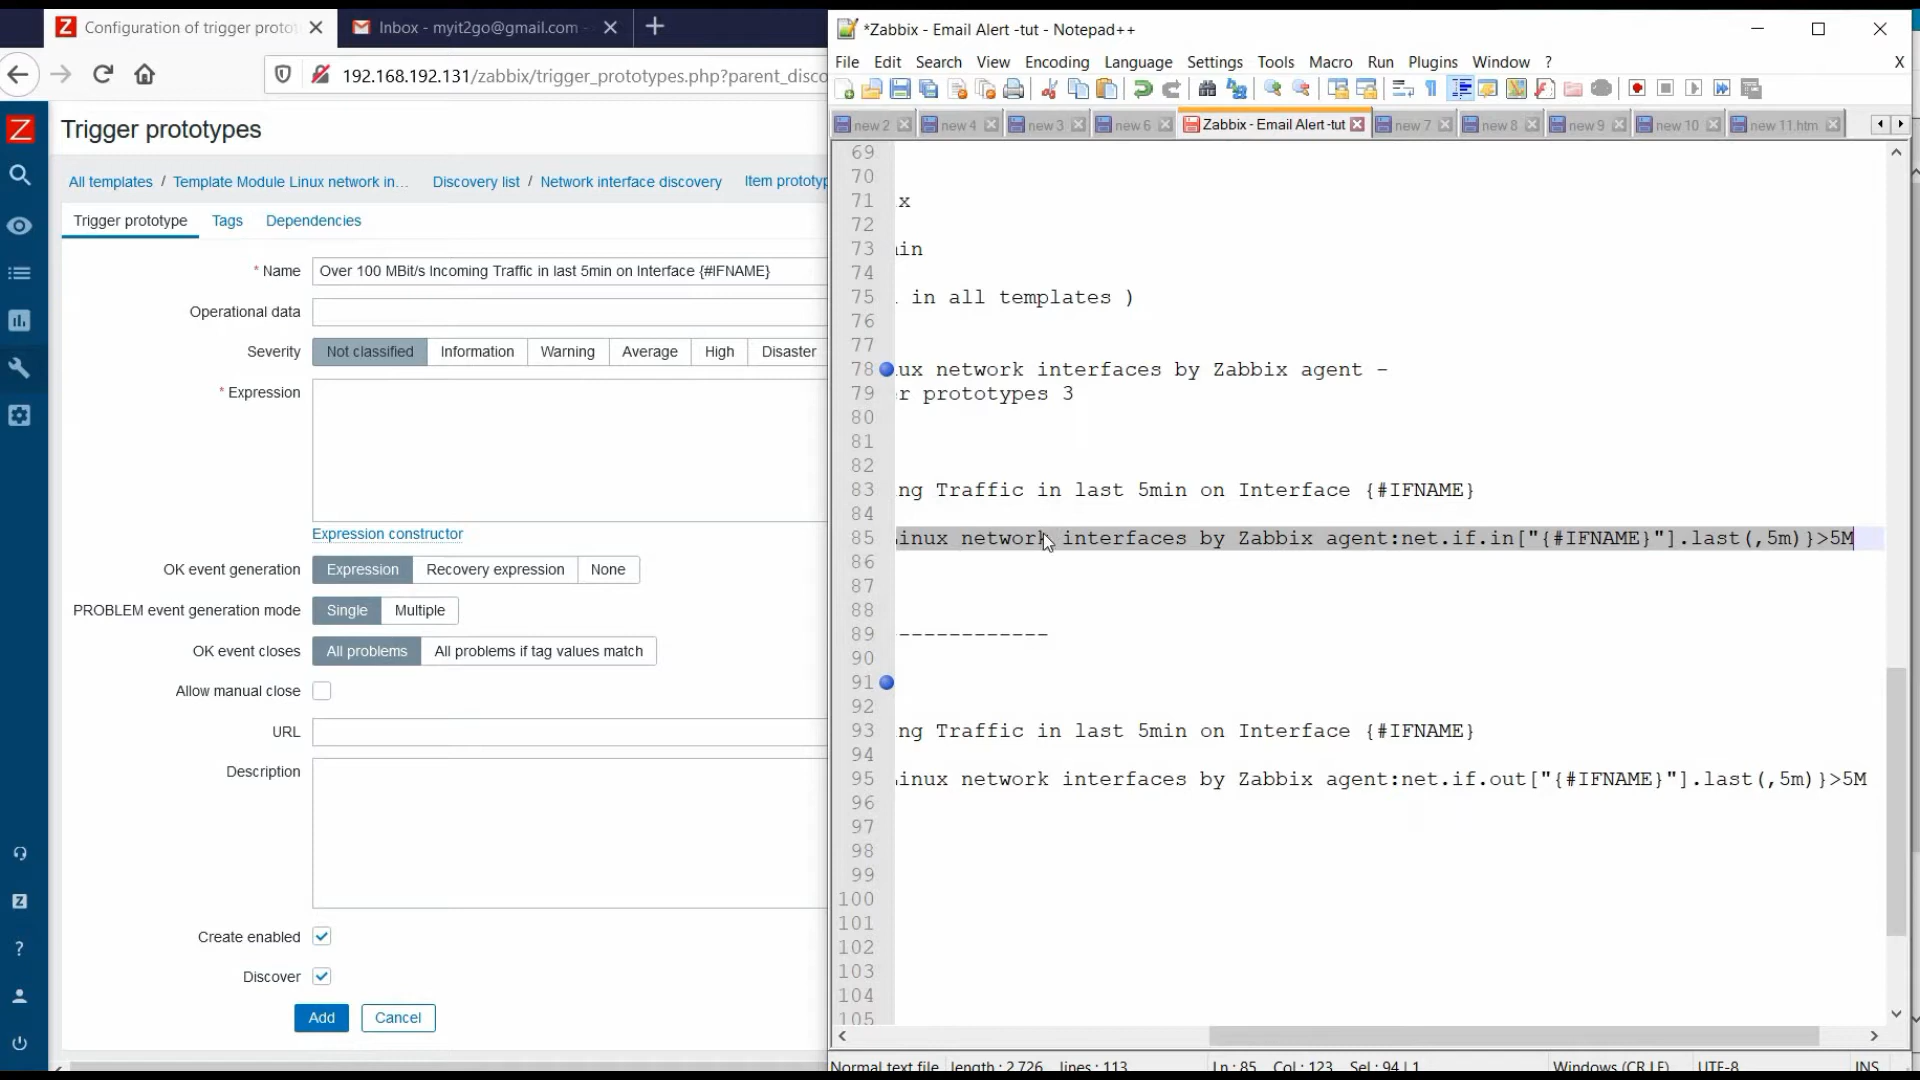 Configuration of trigger proto
Inbox - myit2go@gmail.com -
192.168.192.131/zabbix/trigger_prototypes.php?parent_disco
Trigger prototypes
All templates / Template Module Linux network in... Discovery list / Network interface discovery Item prototyp
Trigger prototype Tags Dependencies
* Name Over 100 MBit/s Incoming Traffic in last 5min on Interface {#IFNAME}
Operational data
Severity Not classified Information Warning Average High Disaster
* Expression
Expression constructor
OK event generation Expression Recovery expression None
PROBLEM event generation mode Single Multiple
OK event closes All problems All problems if tag values match
Allow manual close
URL
Description
Create enabled
Discover
Add Cancel
*Zabbix - Email Alert -tut - Notepad++
File Edit Search View Encoding Language Settings Tools Macro Run Plugins Window ? X
new 2 new 4 new 3 new 6 Zabbix - Email Alert -tut new 7 new 8 new 9 new 10 new 11.htm
69
70
71 x
72
73 in
74
75 in all templates )
76
77
78 ux network interfaces by Zabbix agent -
79 r prototypes 3
80
81
82
83 ng Traffic in last 5min on Interface {#IFNAME}
84
85 inux network interfaces by Zabbix agent:net.if.in["{#IFNAME}"].last(,5m)}>5M
86
87
88
89 ------------
90
91
92
93 ng Traffic in last 5min on Interface {#IFNAME}
94
95 inux network interfaces by Zabbix agent:net.if.out["{#IFNAME}"].last(,5m)}>5M
96
97
98
99
100
101
102
103
104
105
Normal text file length : 2,726 lines : 113 Ln : 85 Col : 123 Sel : 94 | 1 Windows (CR LF) UTF-8 INS